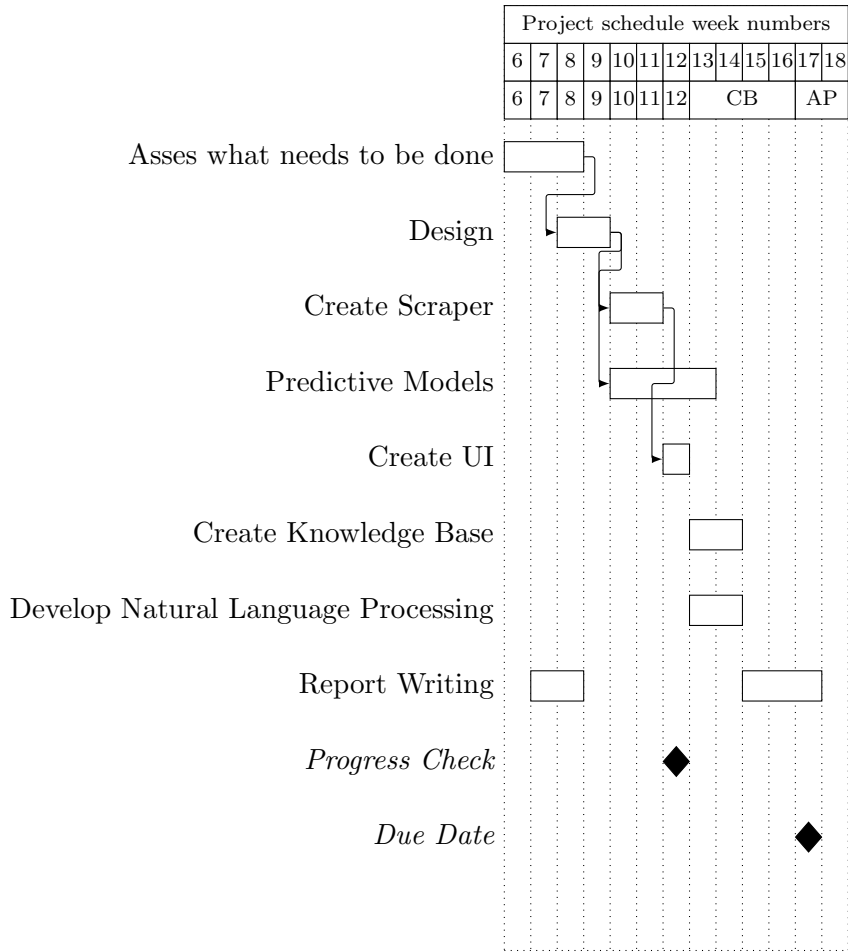 Project schedule week numbers
6 7 8 9 10 11 12 13 14 15 16 17 18
6 7 8 9 10 11 12 CB AP
Asses what needs to be done
Design
Create Scraper
Predictive Models
Create UI
Create Knowledge Base
Develop Natural Language Processing
Report Writing
Progress Check
Due Date